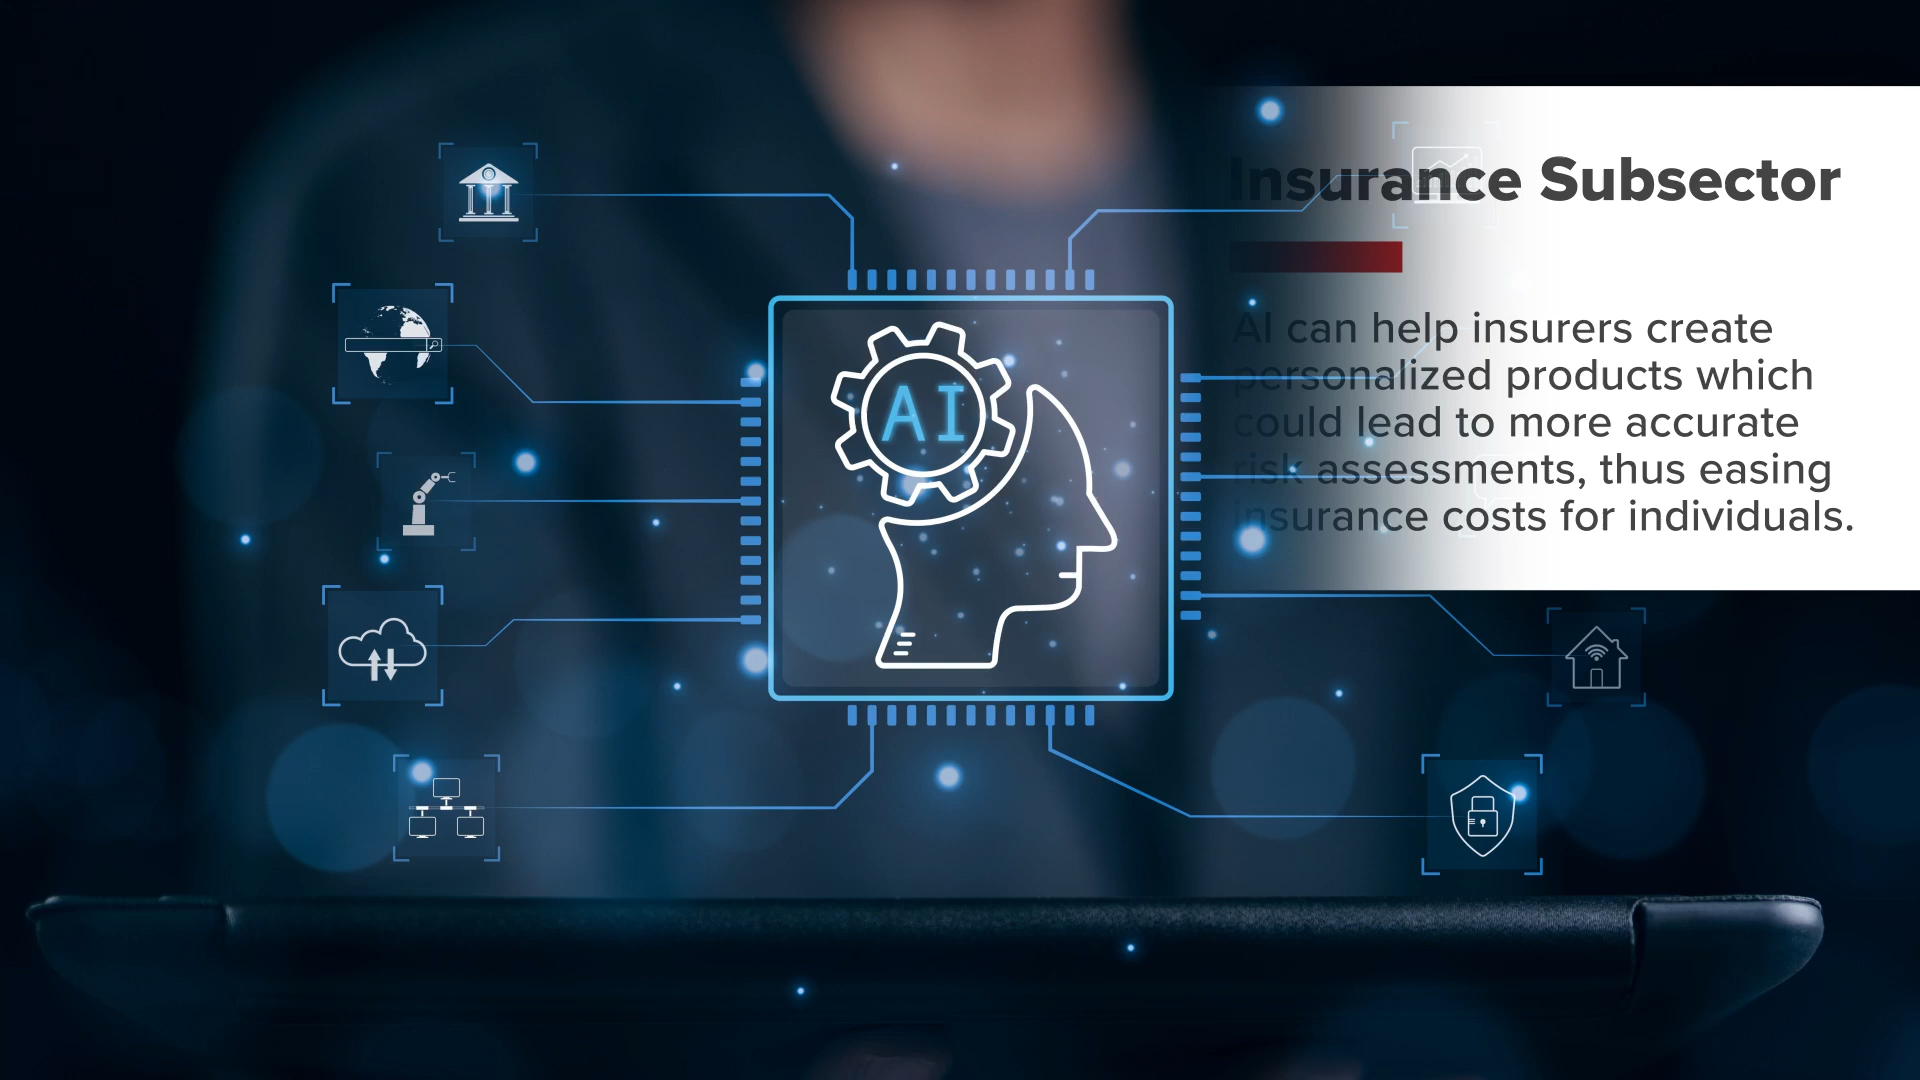 Insurance Subsector
AI can help insurers create
personalized products which
could lead to more accurate
risk assessments, thus easing
insurance costs for individuals.
AI